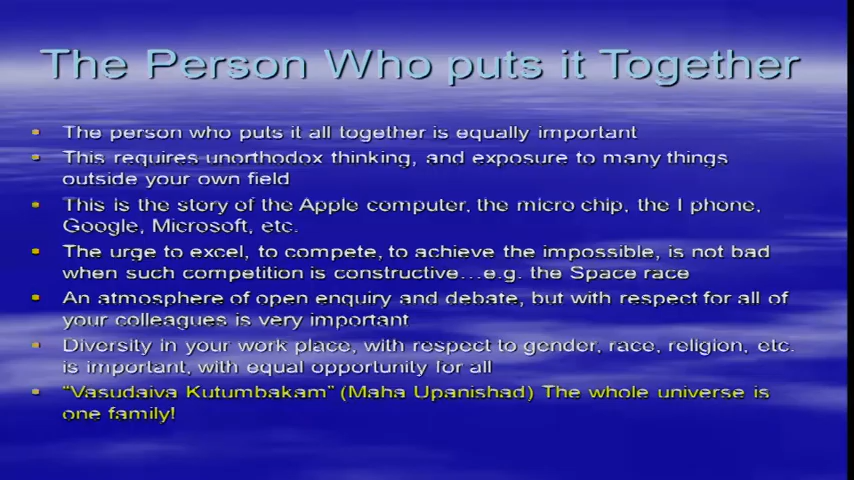 The Person Who puts it Together
The person who puts it all together is equally important
This requires unorthodox thinking, and exposure to many things
outside your own field
This is the story of the Apple computer, the micro chip, the I phone,
Google, Microsoft, etc.
The urge to excel, to compete, to achieve the impossible, is not bad
when such competition is constructive…e.g. the Space race
An atmosphere of open enquiry and debate, but with respect for all of
your colleagues is very important
Diversity in your work place, with respect to gender, race, religion, etc.
is important, with equal opportunity for all
“Vasudaiva Kutumbakam” (Maha Upanishad) The whole universe is
one family!